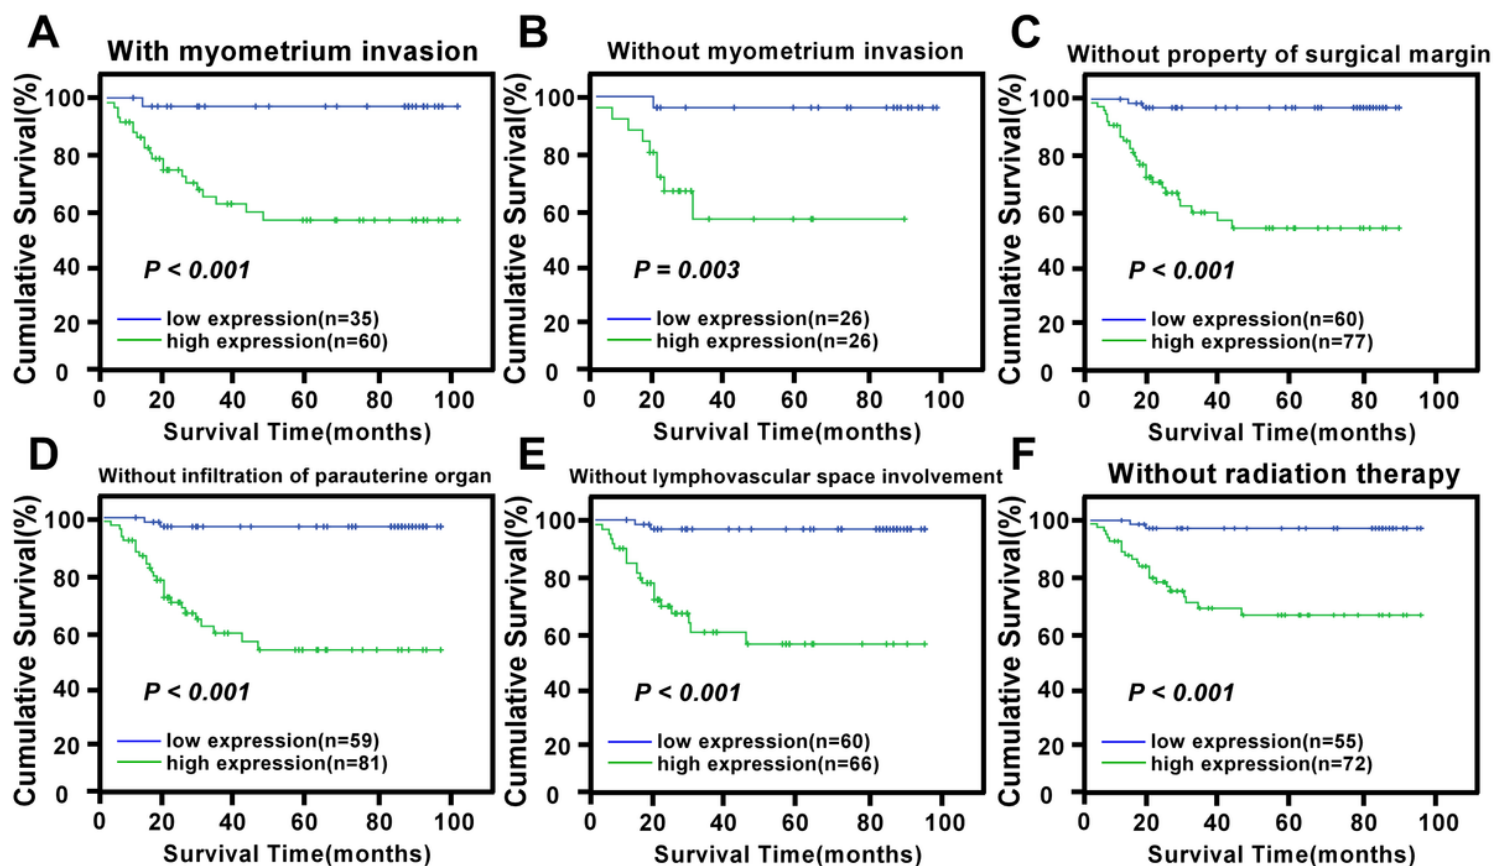 A
With myometrium invasion
Cumulative Survival(%)
100
80
60
40
20
0
P < 0.001
low expression(n=35)
high expression(n=60)
0 20 40 60 80 100
Survival Time(months)
B
Without myometrium invasion
Cumulative Survival(%)
100
80
60
40
20
0
P = 0.003
low expression(n=26)
high expression(n=26)
0 20 40 60 80 100
Survival Time(months)
C
Without property of surgical margin
Cumulative Survival(%)
100
80
60
40
20
0
P < 0.001
low expression(n=60)
high expression(n=77)
0 20 40 60 80 100
Survival Time(months)
D
Without infiltration of parauterine organ
Cumulative Survival(%)
100
80
60
40
20
0
P < 0.001
low expression(n=59)
high expression(n=81)
0 20 40 60 80 100
Survival Time(months)
E
Without lymphovascular space involvement
Cumulative Survival(%)
100
80
60
40
20
0
P < 0.001
low expression(n=60)
high expression(n=66)
0 20 40 60 80 100
Survival Time(months)
F
Without radiation therapy
Cumulative Survival(%)
100
80
60
40
20
0
P < 0.001
low expression(n=55)
high expression(n=72)
0 20 40 60 80 100
Survival Time(months)